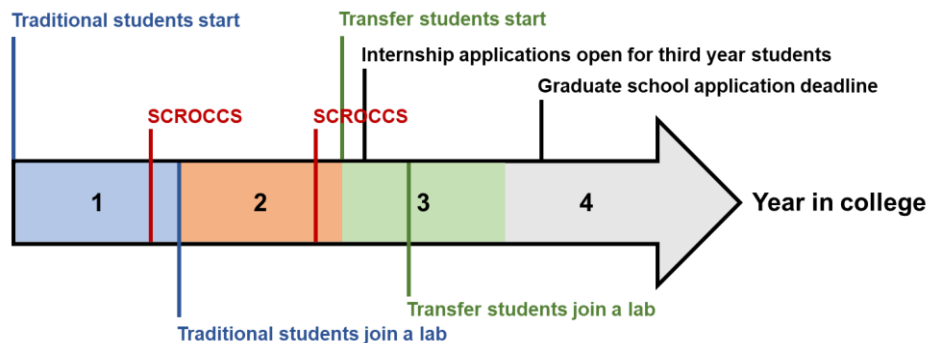 Traditional students start
Transfer students start
Internship applications open for third year students
Graduate school application deadline
SCROCCS
SCROCCS
1
2
3
4
Year in college
Transfer students join a lab
Traditional students join a lab